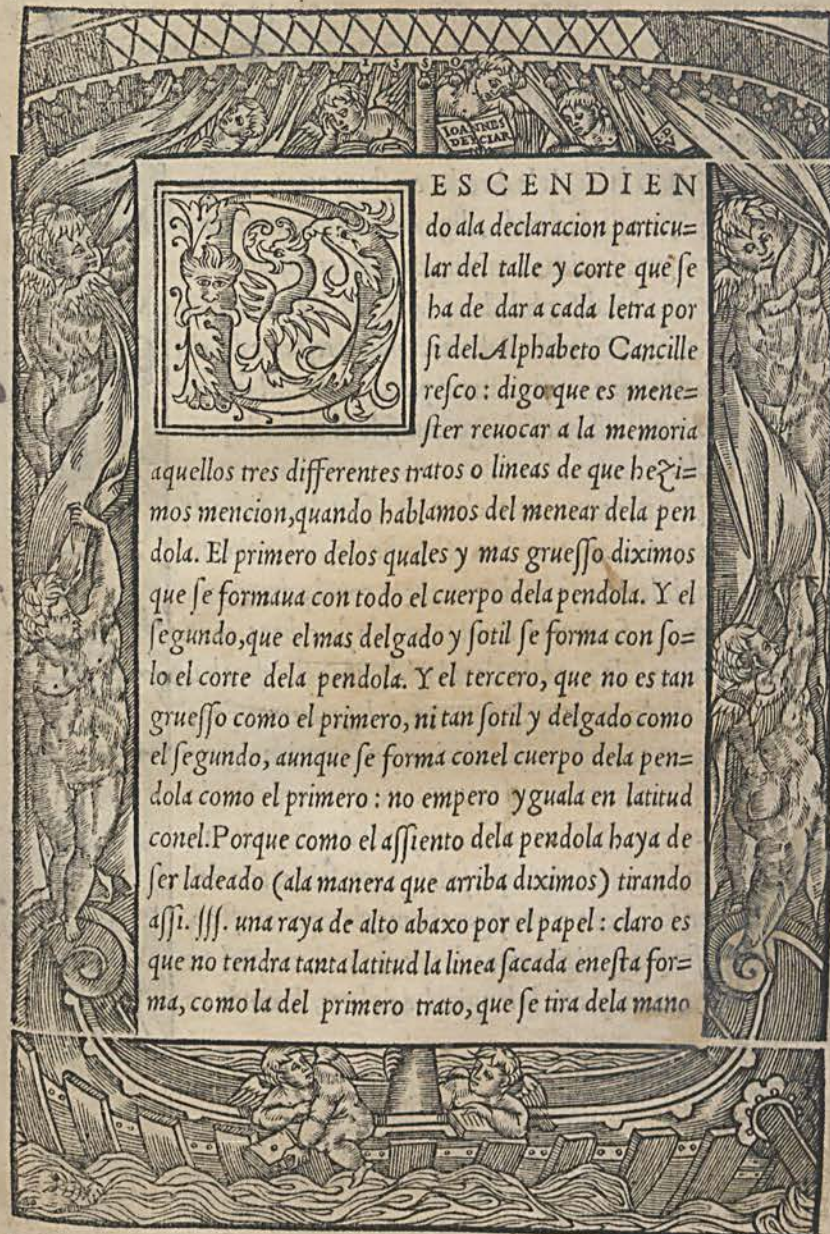 1550
IOANNES
DE YCIAR
D
V
DESCENDIEN
do ala declaracion particu=
lar del talle y corte que ſe
ha de dar a cada letra por
ſi del Alphabeto Cancille
reſco : digo que es mene=
ſter reuocar a la memoria
aquellos tres differentes tratos o lineas de que hezi=
mos mencion,quando hablamos del menear dela pen
dola. El primero delos quales y mas grueſſo diximos
que ſe formaua con todo el cuerpo dela pendola. Y el
ſegundo,que el mas delgado y ſotil ſe forma con ſo=
lo el corte dela pendola. Y el tercero, que no es tan
grueſſo como el primero, ni tan ſotil y delgado como
el ſegundo, aunque ſe forma conel cuerpo dela pen=
dola como el primero : no empero yguala en latitud
conel.Porque como el aſſiento dela pendola haya de
ſer ladeado (ala manera que arriba diximos) tirando
aſſi. ſſſ. una raya de alto abaxo por el papel : claro es
que no tendra tanta latitud la linea ſacada eneſta for=
ma, como la del primero trato, que ſe tira dela mano